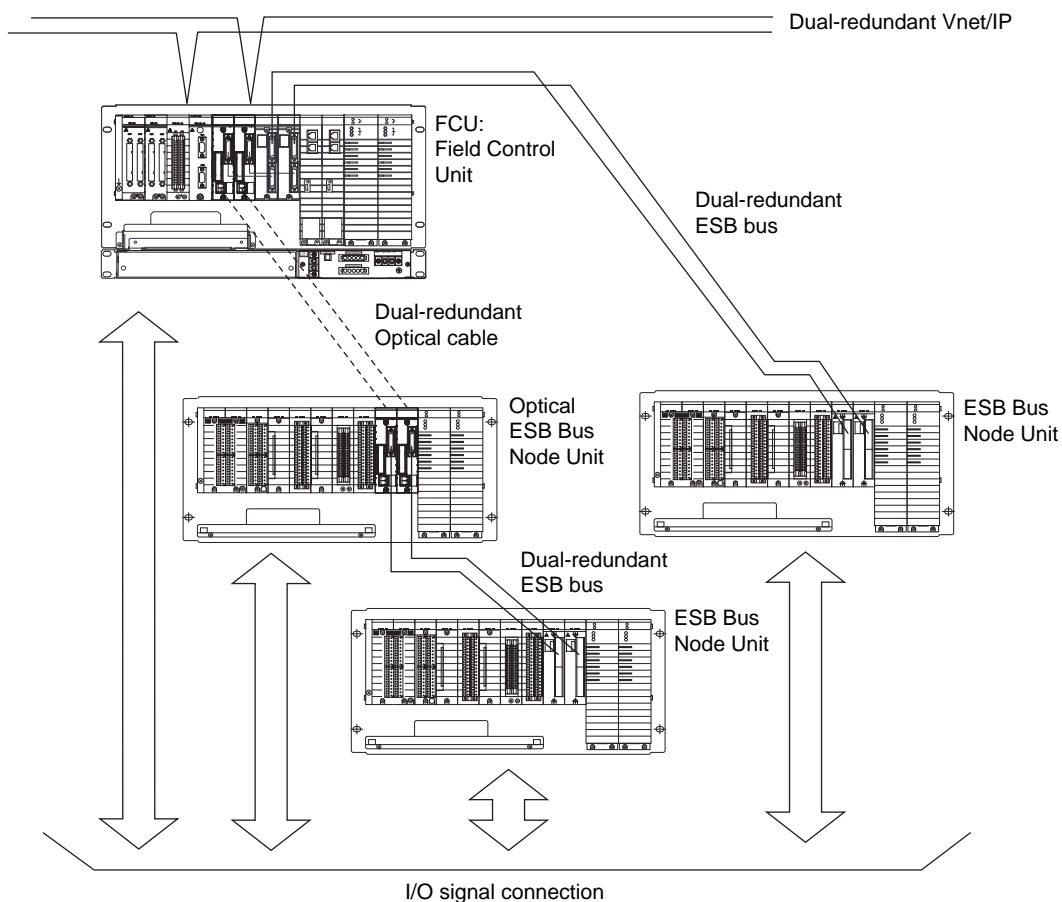 Dual-redundant Vnet/IP
FCU:
Field Control
Unit
Dual-redundant
ESB bus
Dual-redundant
Optical cable
Optical
ESB Bus
Node Unit
ESB Bus
Node Unit
Dual-redundant
ESB bus
ESB Bus
Node Unit
I/O signal connection